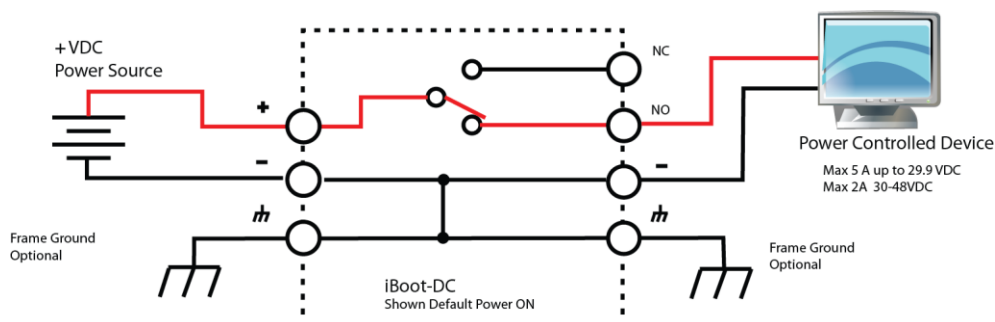 +VDC
Power Source
NC
+
NO
-
-
Power Controlled Device
Max 5 A up to 29.9 VDC
Max 2A 30-48VDC
Frame Ground
Optional
Frame Ground
Optional
iBoot-DC
Shown Default Power ON